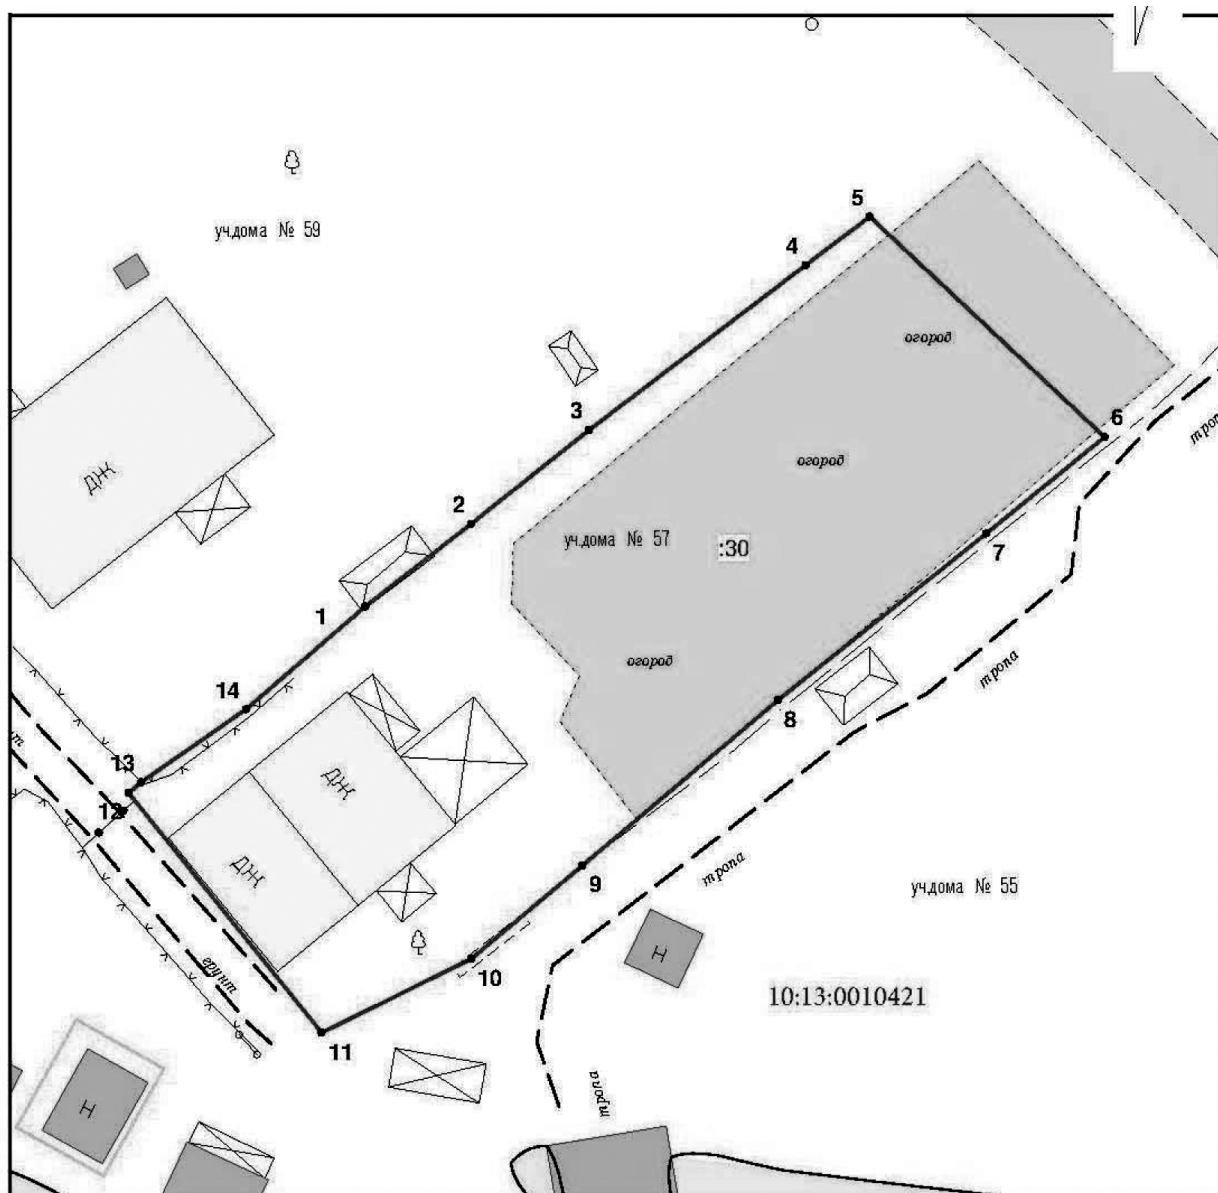 5
уч.дома № 59
4
огород
3
6
тропа
ДЖ
огород
2
уч.дома № 57
:30
7
1
огород
тропа
14
8
13
ДЖ
12
тропа
ДЖ
9
уч.дома № 55
Н
грунт
10
10:13:0010421
11
тропа
Н